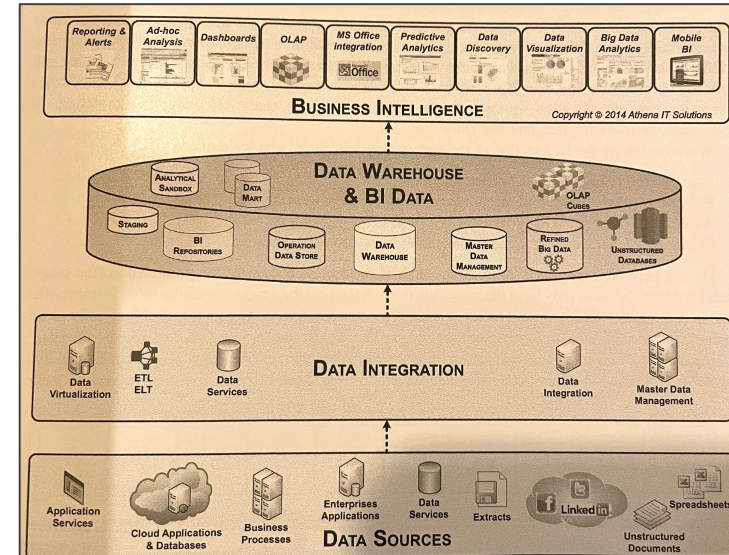 Reporting &
Alerts
Ad-hoc
Analysis
Dashboards
OLAP
MS Office
integration
Office
Predictive
Analytics
Data
Discovery
Data
Visualization
Big Data
Analytics
Mobile
BI
BUSINESS INTELLIGENCE
Copyright © 2014 Athena IT Solutions
DATA WAREHOUSE
& BI DATA
ANALYTICAL
SANDBOX
DATA
MART
OLAP
CUBES
STAGING
BI
REPOSITORIES
OPERATION
DATA STORE
DATA
WAREHOUSE
MASTER
DATA
MANAGEMENT
REFINED
BIG DATA
UNSTRUCTURED
DATABASES
DATA INTEGRATION
Data
Virtualization
ETL
ELT
Data
Services
Data
Integration
Master Data
Management
Application
Services
Cloud Applications
& Databases
Business
Processes
Enterprises
Applications
Data
Services
Extracts
Linked in
Unstructured
Documents
Spreadsheets
DATA SOURCES